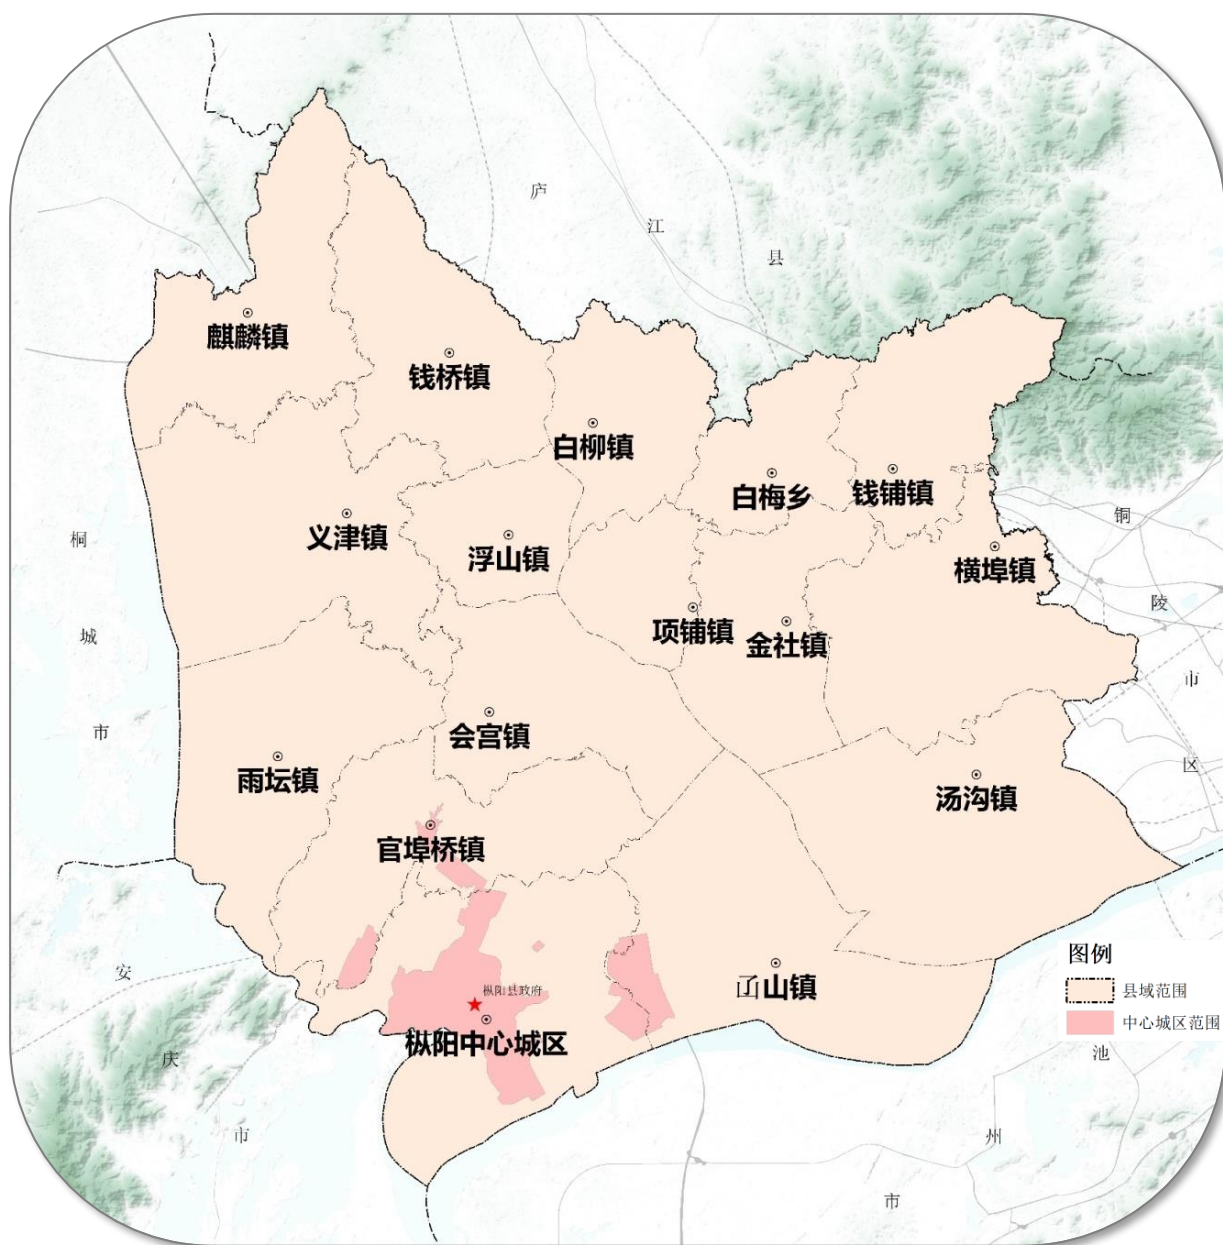 庐
江
县
麒麟镇
钱桥镇
白柳镇
白梅乡
钱铺镇
铜
义津镇
浮山镇
横埠镇
桐
陵
城
项铺镇
金社镇
市
市
会宫镇
雨坛镇
区
汤沟镇
官埠桥镇
图例
安
县域范围
山镇
枞阳县政府
中心城区范围
枞阳中心城区
庆
池
市
州
市